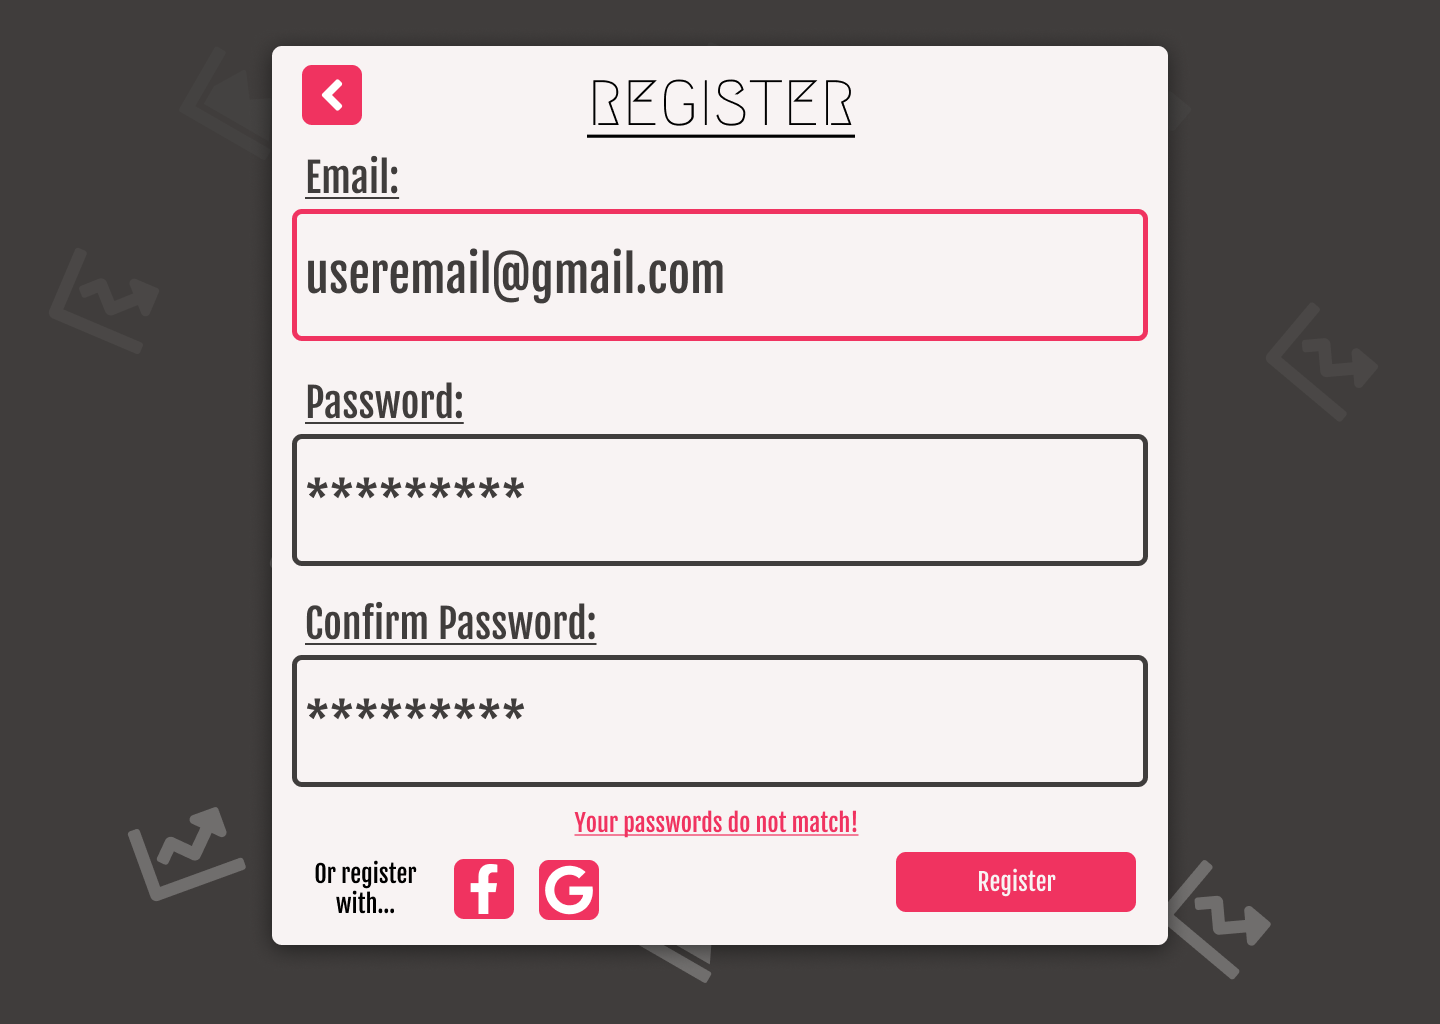 REGISTER
Email:
useremail@gmail.com
Password:
*********
Confirm Password:
*********
Your passwords do not match!
Or register
with...
Register